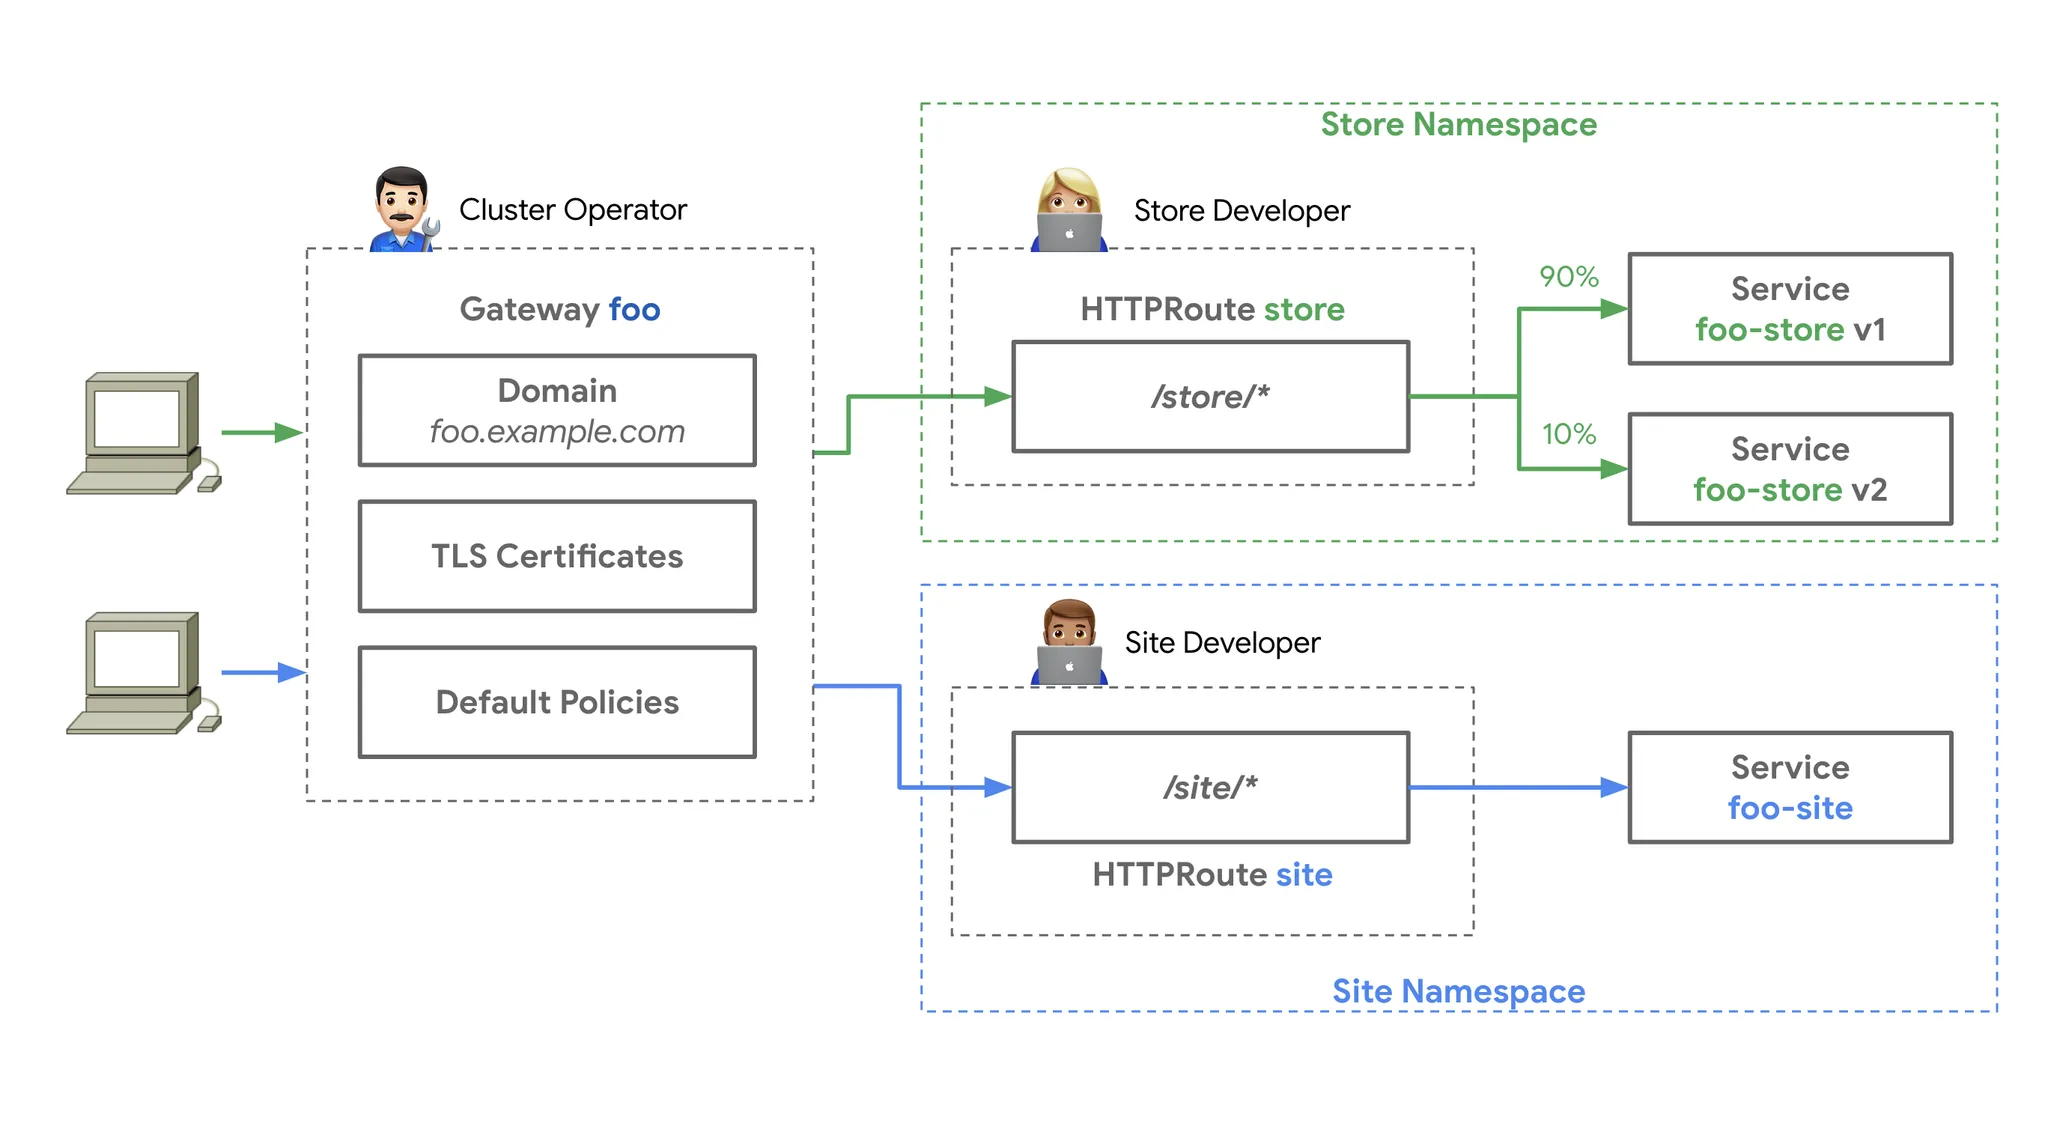 Cluster Operator
Gateway foo
Domain
foo.example.com
TLS Certificates
Default Policies
Store Namespace
Store Developer
HTTPRoute store
/store/*
90%
10%
Service
foo-store v1
Service
foo-store v2
Site Developer
/site/*
HTTPRoute site
Service
foo-site
Site Namespace